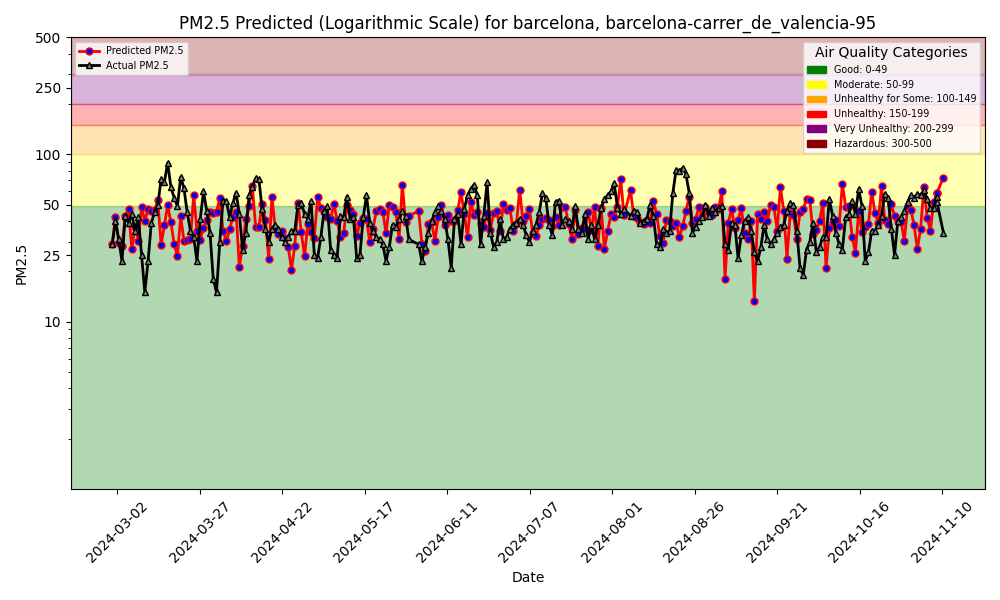 PM2.5 Predicted (Logarithmic Scale) for barcelona, barcelona-carrer_de_valencia-95
Predicted PM2.5
Actual PM2.5
Air Quality Categories
Good: 0-49
Moderate: 50-99
Unhealthy for Some: 100-149
Unhealthy: 150-199
Very Unhealthy: 200-299
Hazardous: 300-500
500
250
100
50
25
10
PM2.5
2024-03-02
2024-03-27
2024-04-22
2024-05-17
2024-06-11
2024-07-07
2024-08-01
2024-08-26
2024-09-21
2024-10-16
2024-11-10
Date